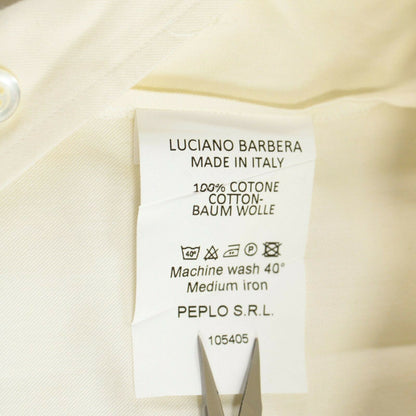 LUCIANO BARBERA
MADE IN ITALY
100% COTONE
COTTON-
BAUM WOLLE
40°
P
Machine wash 40°
Medium iron
PEPLO S.R.L.
105405